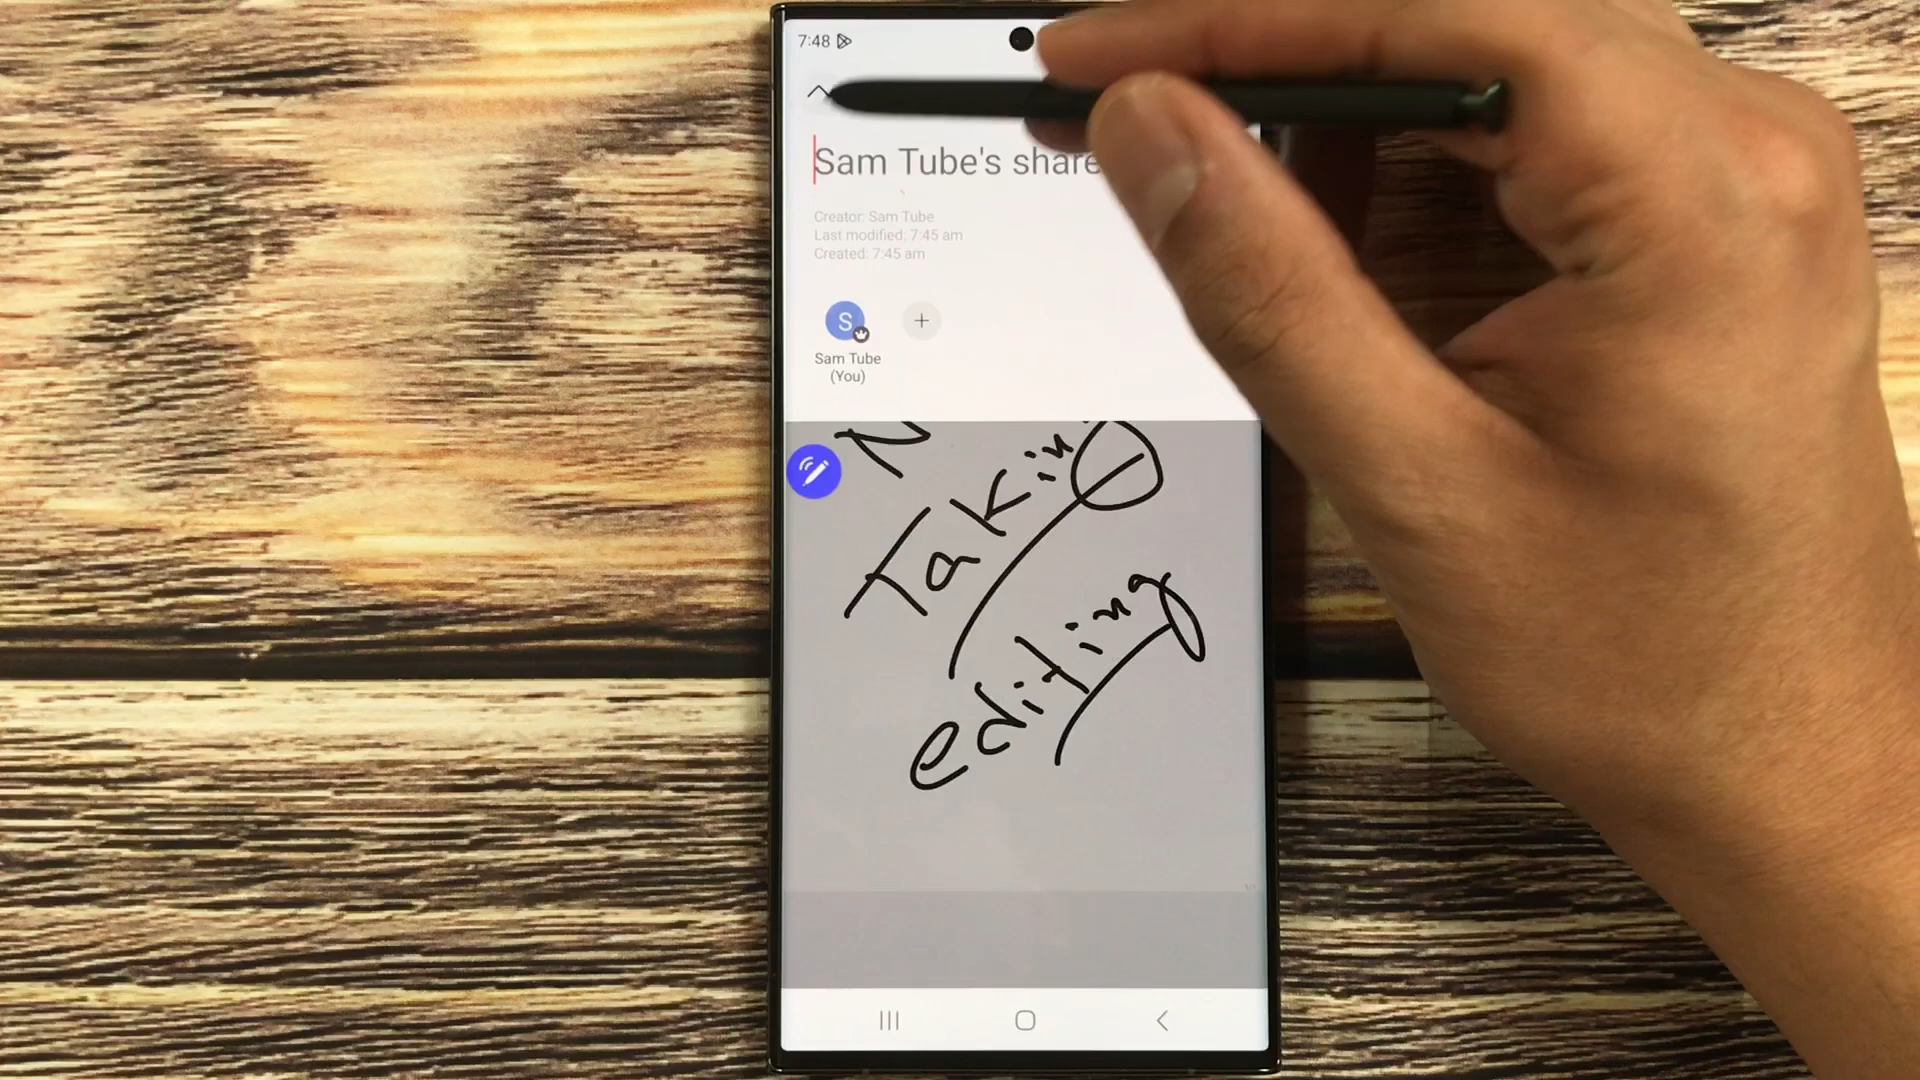 7:48
Sam Tube's share
Creator: Sam Tube
Last modified: 7:45 am
Created: 7:45 am
S
+
Sam Tube
(You)
N
Taking
editing